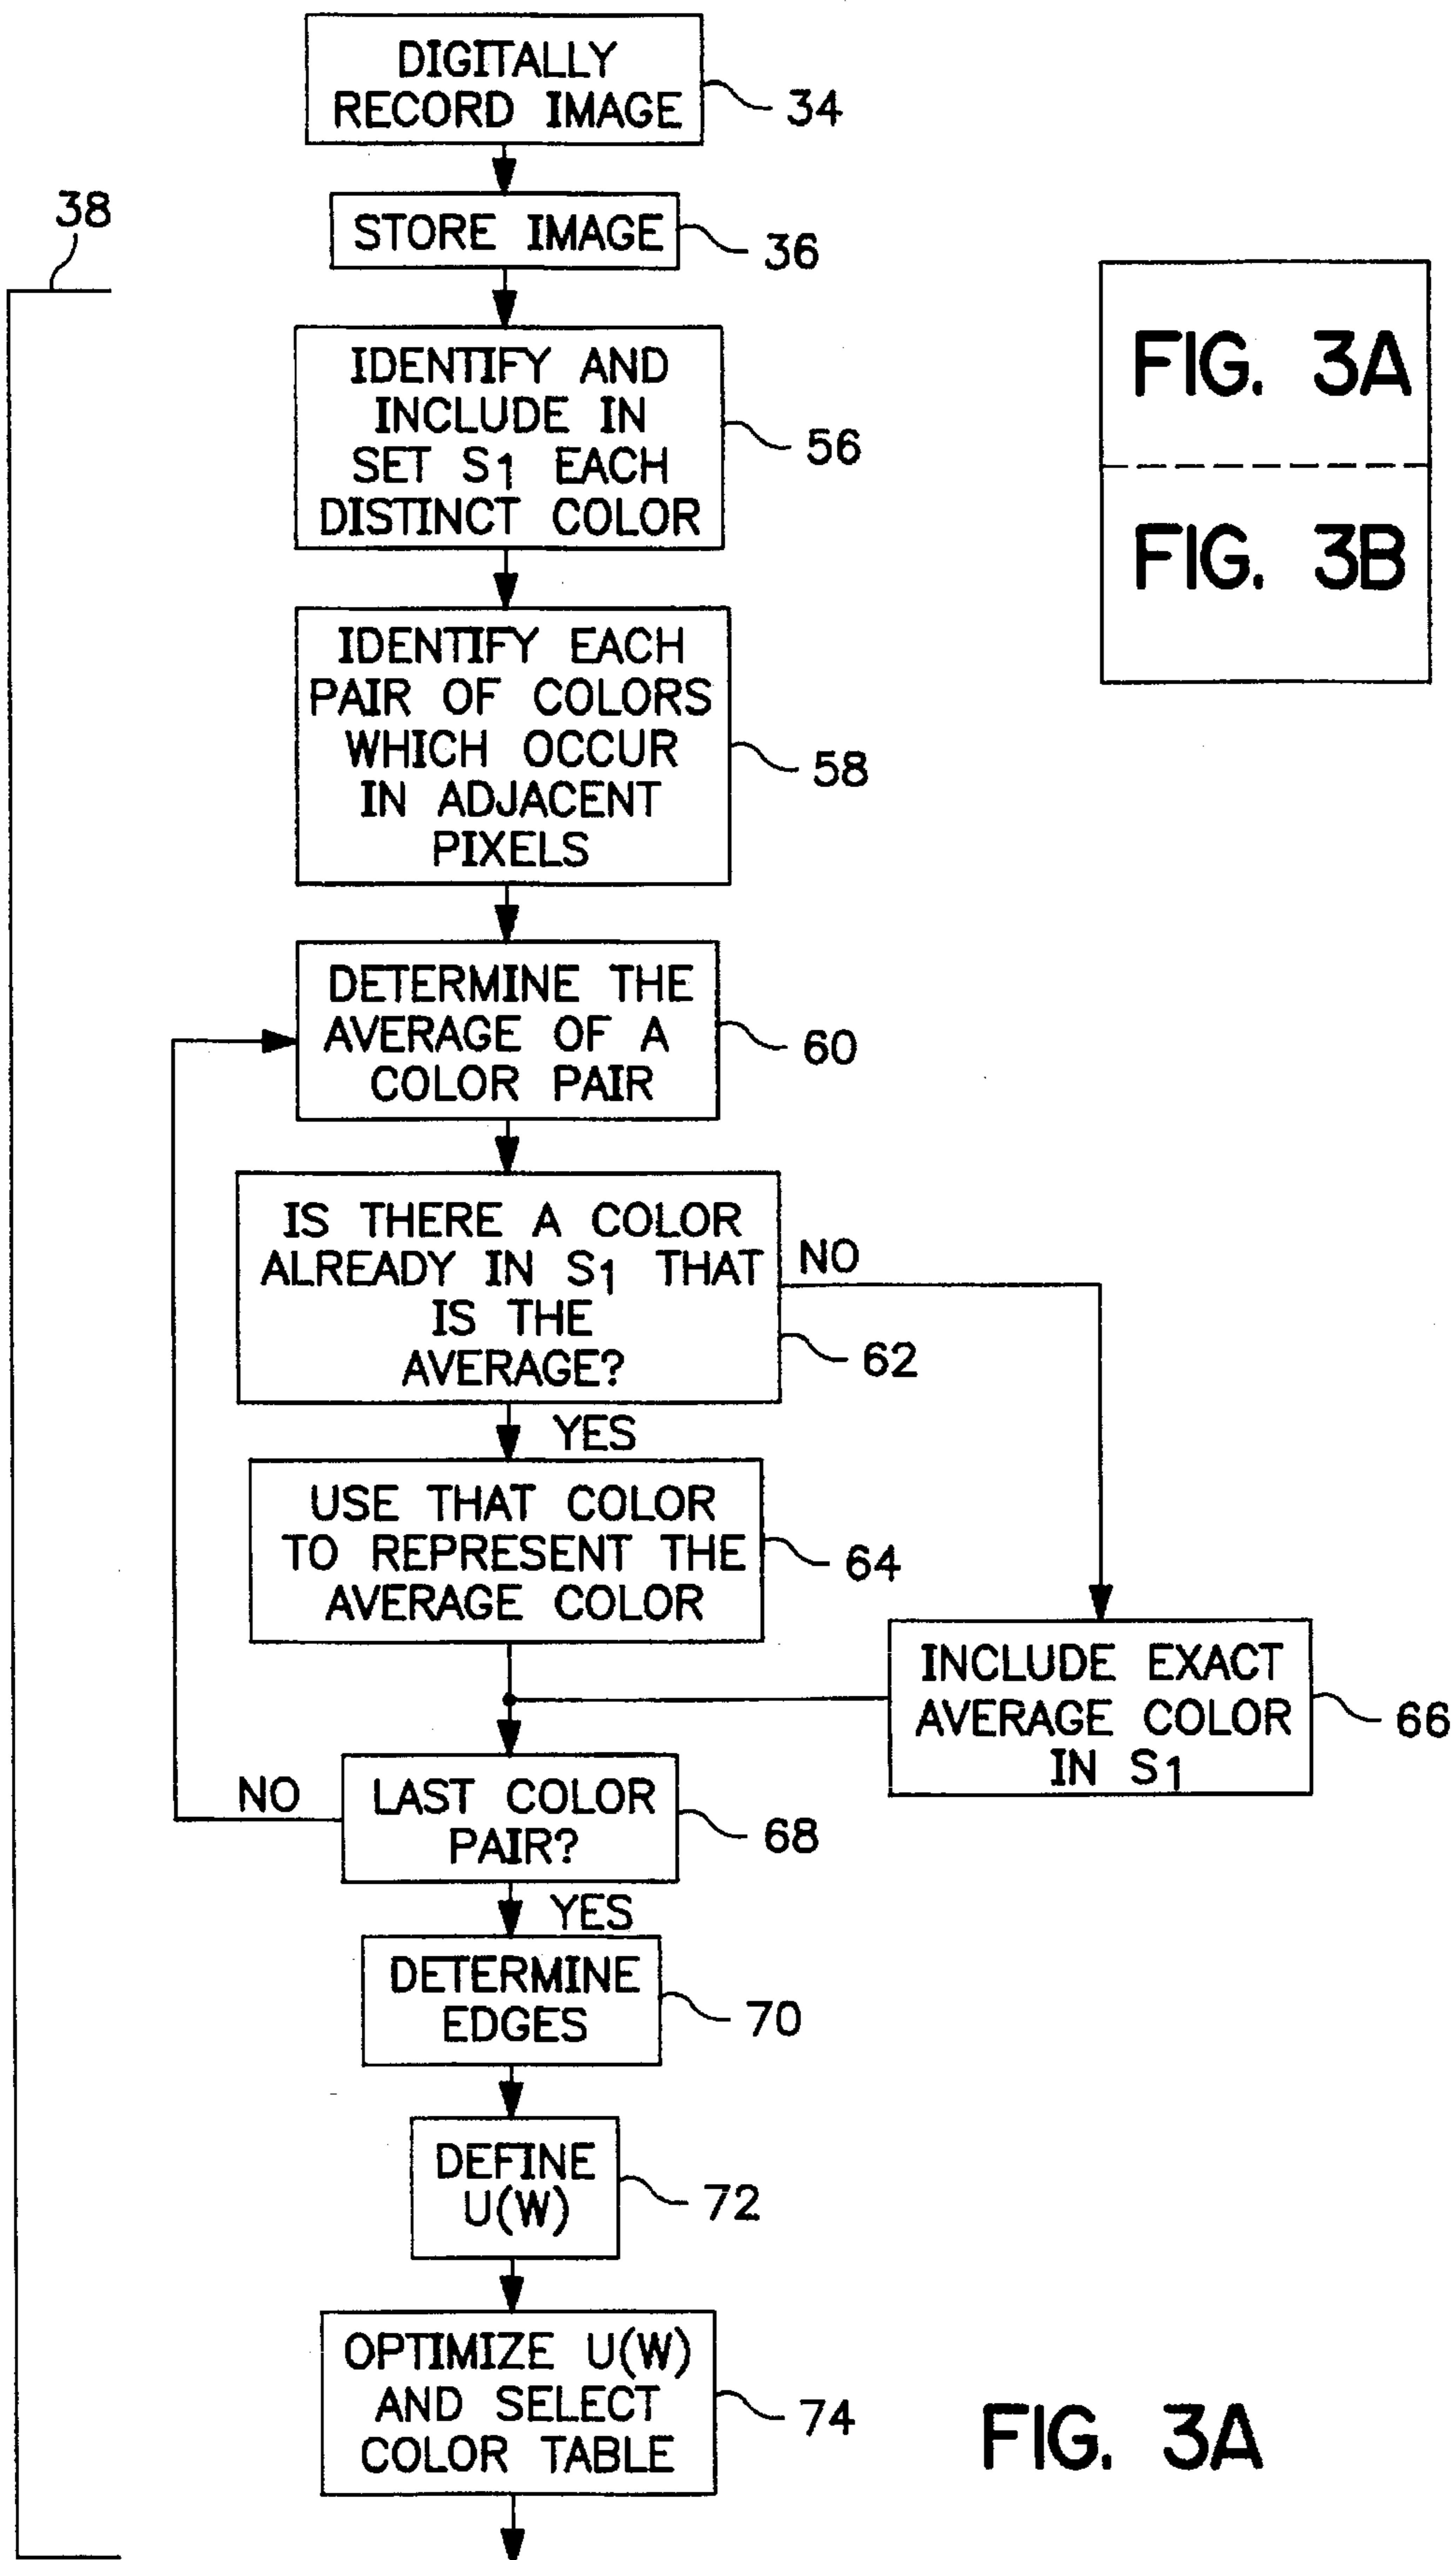 DIGITALLY
RECORD IMAGE
34
STORE IMAGE
36
38
IDENTIFY AND
INCLUDE IN
SET S1 EACH
DISTINCT COLOR
56
FIG. 3A
FIG. 3B
IDENTIFY EACH
PAIR OF COLORS
WHICH OCCUR
IN ADJACENT
PIXELS
58
DETERMINE THE
AVERAGE OF A
COLOR PAIR
60
IS THERE A COLOR
ALREADY IN S1 THAT
IS THE
AVERAGE?
NO
62
YES
USE THAT COLOR
TO REPRESENT THE
AVERAGE COLOR
64
INCLUDE EXACT
AVERAGE COLOR
IN S1
66
NO
LAST COLOR
PAIR?
68
YES
DETERMINE
EDGES
70
DEFINE
U(W)
72
OPTIMIZE U(W)
AND SELECT
COLOR TABLE
74
FIG. 3A